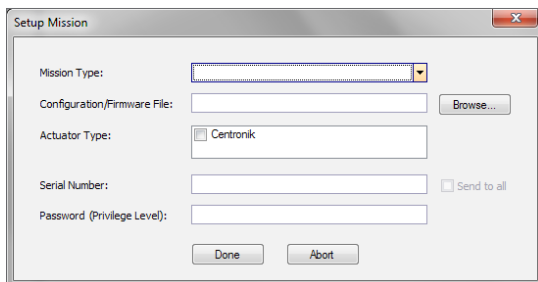 Setup Mission
Mission Type:
Configuration/Firmware File:
Browse...
Actuator Type:
Centronik
Serial Number:
Send to all
Password (Privilege Level):
Done
Abort